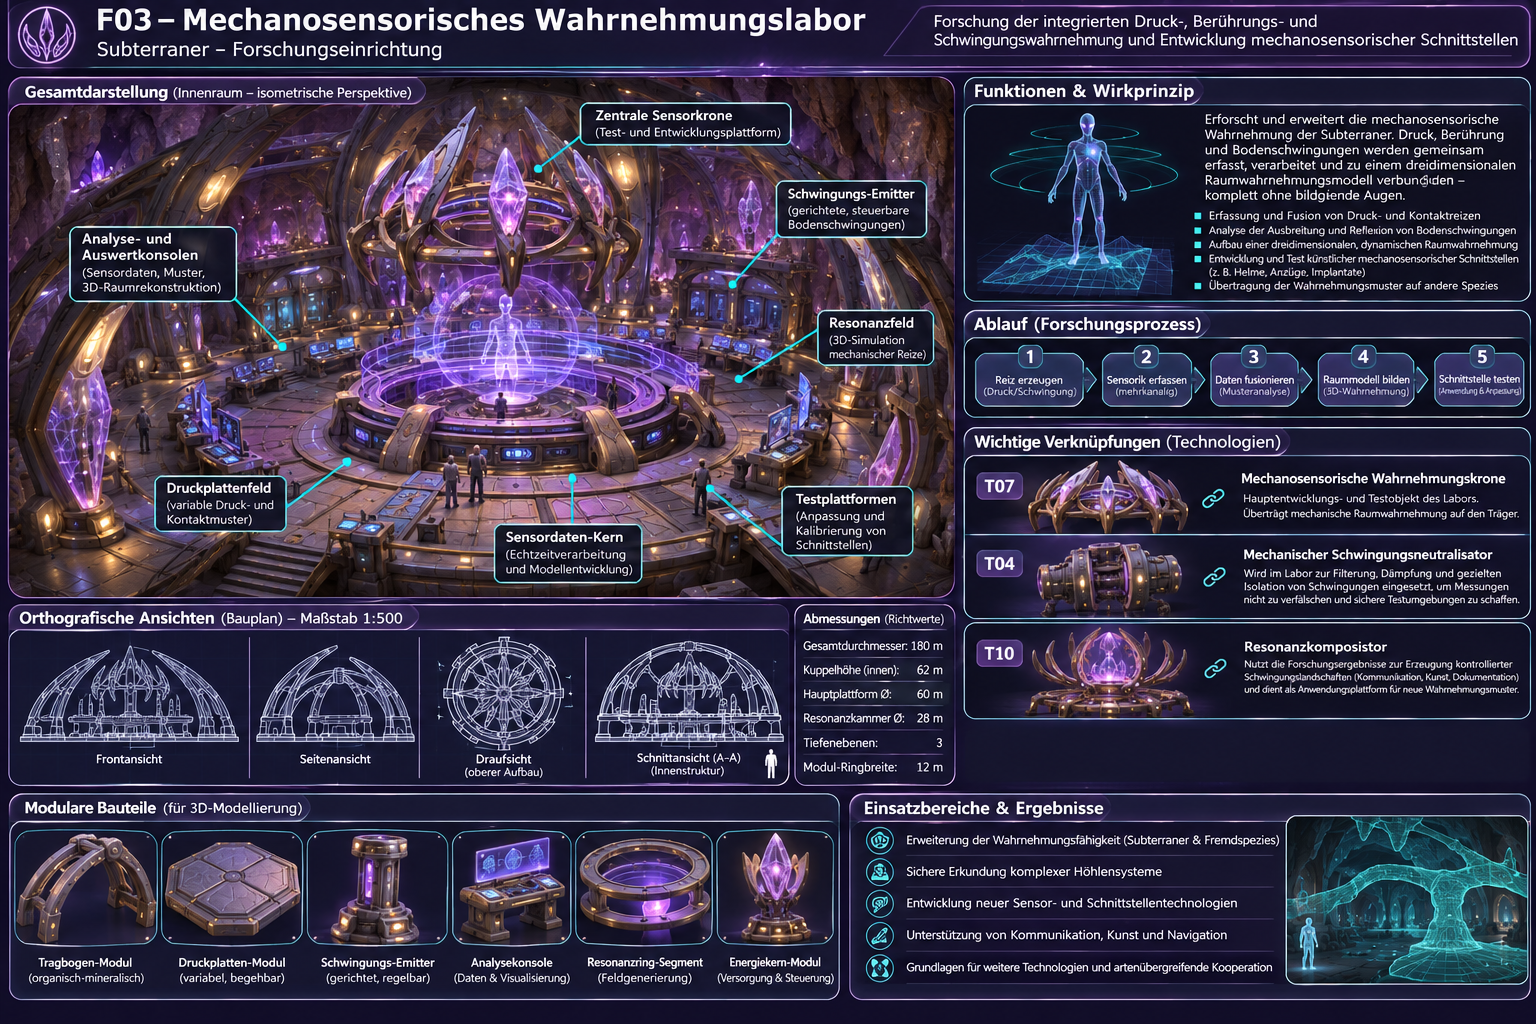 F03 – Mechanosensorisches Wahrnehmungslabor
Subterraner – Forschungseinrichtung
Forschung der integrierten Druck-, Berührungs- und
Schwingungswahrnehmung und Entwicklung mechanosensorischer Schnittstellen
Gesamtdarstellung (Innenraum – isometrische Perspektive)
Zentrale Sensorkrone
(Test- und Entwicklungsplattform)
Schwingungs-Emitter
(gerichtete, steuerbare
Bodenschwingungen)
Analyse- und
Auswertkonsolen
(Sensordaten, Muster,
3D-Raumrekonstruktion)
Resonanzfeld
(3D-Simulation
mechanischer Reize)
Druckplattenfeld
(variable Druck- und
Kontaktmuster)
Sensordaten-Kern
(Echtzeitverarbeitung
und Modellentwicklung)
Testplattformen
(Anpassung und
Kalibrierung von
Schnittstellen)
Funktionen & Wirkprinzip
Erforscht und erweitert die mechanosensorische
Wahrnehmung der Subterraner. Druck, Berührung
und Bodenschwingungen werden gemeinsam
erfasst, verarbeitet und zu einem dreidimensionalen
Raumwahrnehmungsmodell –
komplett ohne Augen.
Erfassung und Fusion von Druck- und Kontaktreizen
Analyse der Ausbreitung und Reflexion von Bodenschwingungen
Aufbau einer dreidimensionalen, dynamischen Raumwahrnehmung
Entwicklung und Test künstlicher mechanosensorischer Schnittstellen
(z. B. Helme, Anzüge, Implantate)
Übertragung der Wahrnehmungsmuster auf andere Spezies
Ablauf (Forschungsprozess)
1
Reiz erzeugen
(Druck/Schwingung)
2
Sensorik erfassen
(mehrkanalig)
3
Daten fusionieren
(Musteranalyse)
4
Raummodell bilden
(3D-Wahrnehmung)
5
Schnittstelle testen
(Anwendung & Anpassung)
Wichtige Verknüpfungen (Technologien)
T07
Mechanosensorische Wahrnehmungskrone
Hauptentwicklungs- und Testobjekt des Labors.
Überträgt mechanische Raumwahrnehmung auf den Träger.
T04
Mechanischer Schwingungsneutralisator
Wird im Labor zur Filterung, Dämpfung und gezielten
Isolation von Schwingungen eingesetzt, um Messungen
nicht zu verfälschen und sichere Testumgebungen zu schaffen.
T10
Resonanzkompositor
Nutzt die Forschungsergebnisse zur Erzeugung kontrollierter
Schwingungslandschaften (Kommunikation, Kunst, Dokumentation)
und dient als Anwendungsplattform für neue Wahrnehmungsmuster.
Orthografische Ansichten (Bauplan) – Maßstab 1:500
Frontansicht
Seitenansicht
Draufsicht
(oberer Aufbau)
Schnittansicht (A–A)
(Innenstruktur)
Abmessungen (Richtwerte)
Gesamtdurchmesser: 180 m
Kuppelhöhe (innen): 62 m
Hauptplattform Ø: 60 m
Resonanzkammer Ø: 28 m
Tiefenebenen: 3
Modul-Ringbreite: 12 m
Modulare Bauteile (für 3D-Modellierung)
Tragbogen-Modul
(organisch-mineralisch)
Druckplatten-Modul
(variabel, begehbar)
Schwingungs-Emitter
(gerichtet, regelbar)
Analysekonsole
(Daten & Visualisierung)
Resonanzring-Segment
(Feldgenerierung)
Energiekern-Modul
(Versorgung & Steuerung)
Einsatzbereiche & Ergebnisse
Erweiterung der Wahrnehmungsfähigkeit (Subterraner & Fremdspezies)
Sichere Erkundung komplexer Höhlensysteme
Entwicklung neuer Sensor- und Schnittstellentechnologien
Unterstützung von Kommunikation, Kunst und Navigation
Grundlagen für weitere Technologien und artenübergreifende Kooperation